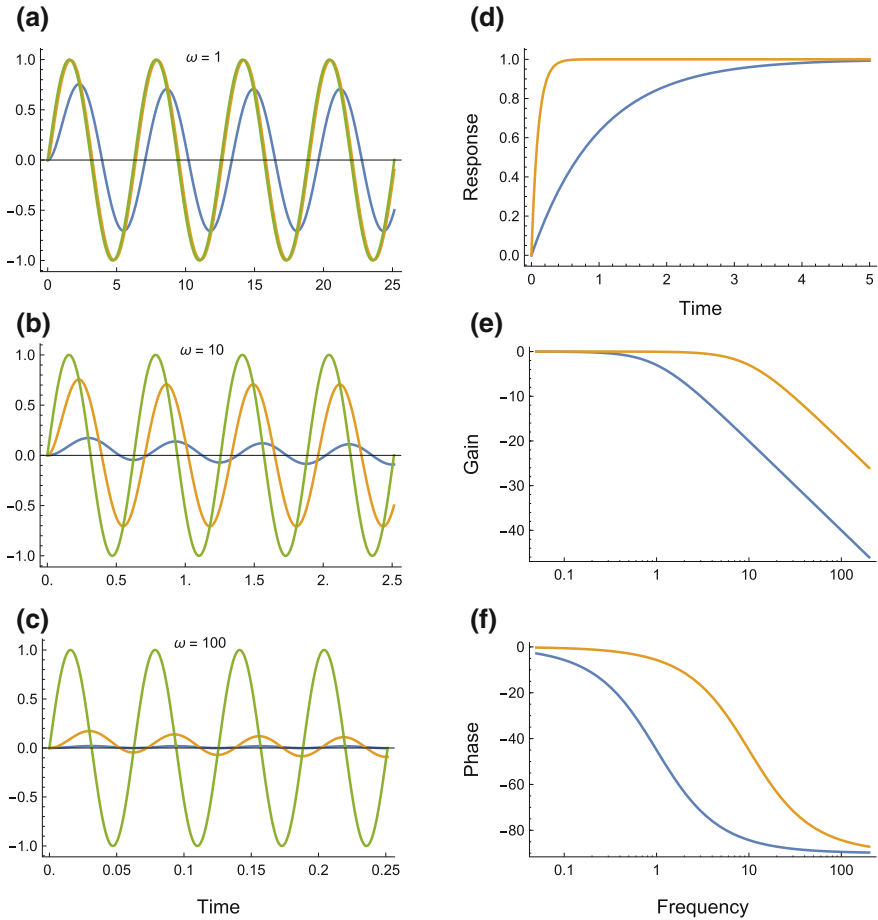 (a)
ω = 1
1.0
0.5
0.0
−0.5
−1.0
0 5 10 15 20 25
(b)
ω = 10
1.0
0.5
0.0
−0.5
−1.0
0. 0.5 1. 1.5 2. 2.5
(c)
ω = 100
1.0
0.5
0.0
−0.5
−1.0
0. 0.05 0.1 0.15 0.2 0.25
Time
(d)
Response
1.0
0.8
0.6
0.4
0.2
0.0
0 1 2 3 4 5
Time
(e)
Gain
0
−10
−20
−30
−40
0.1 1 10 100
(f)
Phase
0
−20
−40
−60
−80
0.1 1 10 100
Frequency